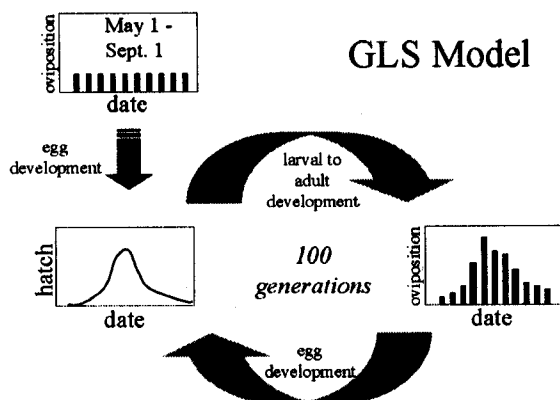 May 1 -
Sept. 1
oviposition
date
GLS Model
egg
development
larval to
adult
development
hatch
date
100
generations
oviposition
date
egg
development